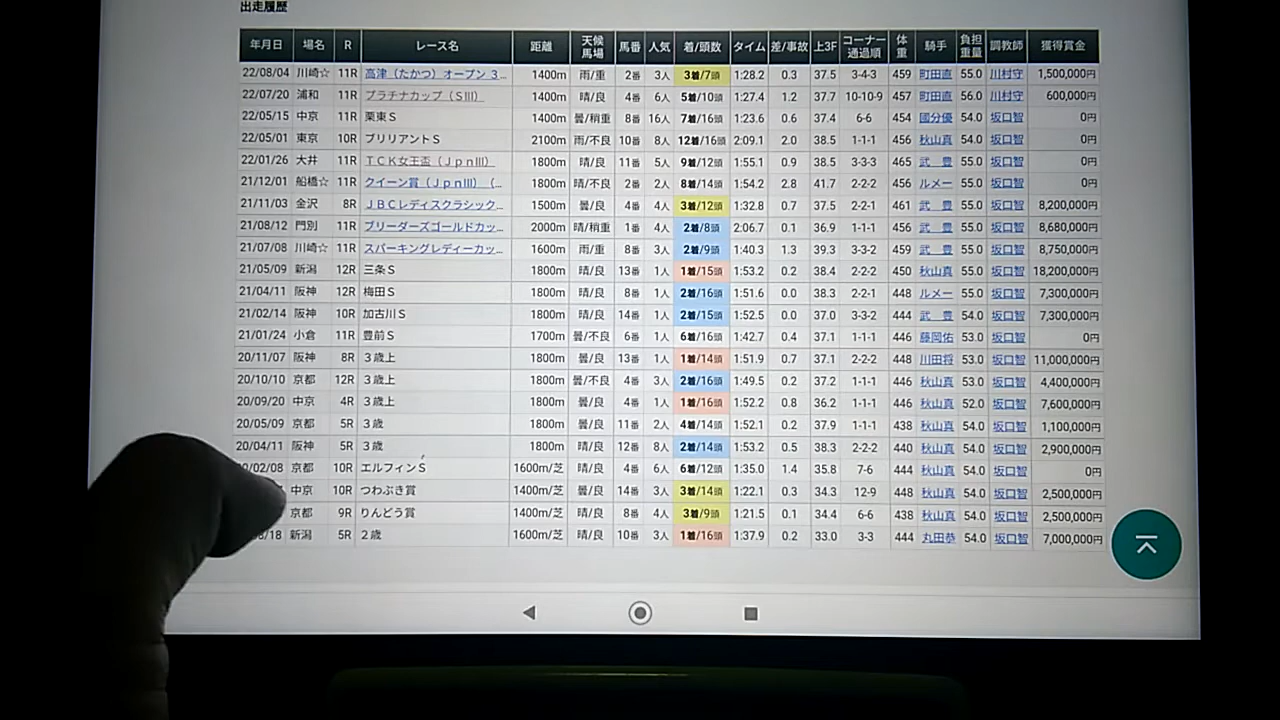 出走履歴
年月日 場名 R レース名 距離 天候馬場 馬番 人気 着/頭数 タイム 差/事故 上3F コーナー通過順 体重 騎手 負担重量 調教師 獲得賞金
22/08/04 川崎☆ 11R 高津（たかつ）オープン 3… 1400m 雨/重 2番 3人 3着/7頭 1:28.2 0.3 37.5 3-4-3 459 町田直 55.0 川村守 1,500,000円
22/07/20 浦和 11R プラチナカップ（SⅢ） 1400m 晴/良 4番 6人 5着/10頭 1:27.4 1.2 37.7 10-10-9 457 町田直 56.0 川村守 600,000円
22/05/15 中京 11R 栗東Ｓ 1400m 曇/稍重 8番 16人 7着/16頭 1:23.6 0.6 37.4 6-6 454 國分優 54.0 坂口智 0円
22/05/01 東京 10R ブリリアントＳ 2100m 雨/不良 10番 8人 12着/16頭 2:09.1 2.0 38.5 1-1-1 456 秋山真 54.0 坂口智 0円
22/01/26 大井 11R ＴＣＫ女王盃（ＪｐｎⅢ） 1800m 晴/良 11番 5人 9着/12頭 1:55.1 0.9 38.5 3-3-3 465 武　豊 55.0 坂口智 0円
21/12/01 船橋☆ 11R クイーン賞（ＪｐｎⅢ）（… 1800m 晴/不良 2番 2人 8着/14頭 1:54.2 2.8 41.7 2-2-2 456 ルメー 55.0 坂口智 0円
21/11/03 金沢 8R ＪＢＣレディスクラシック… 1500m 曇/良 4番 4人 3着/12頭 1:32.8 0.7 37.5 2-2-1 461 武　豊 55.0 坂口智 8,200,000円
21/08/12 門別 11R ブリーダーズゴールドカッ… 2000m 晴/稍重 1番 4人 2着/8頭 2:06.7 0.1 36.9 1-1-1 456 武　豊 55.0 坂口智 8,680,000円
21/07/08 川崎☆ 11R スパーキングレディーカッ… 1600m 雨/重 8番 3人 2着/9頭 1:40.3 1.3 39.3 3-3-2 459 武　豊 55.0 坂口智 8,750,000円
21/05/09 新潟 12R 三条Ｓ 1800m 晴/良 13番 1人 1着/15頭 1:53.2 0.2 38.4 2-2-2 450 秋山真 55.0 坂口智 18,200,000円
21/04/11 阪神 12R 梅田Ｓ 1800m 晴/良 8番 1人 2着/16頭 1:51.6 0.0 38.3 2-2-1 448 ルメー 55.0 坂口智 7,300,000円
21/02/14 阪神 10R 加古川Ｓ 1800m 晴/良 14番 1人 2着/15頭 1:52.5 0.0 37.0 3-3-2 444 武　豊 54.0 坂口智 7,300,000円
21/01/24 小倉 11R 豊前Ｓ 1700m 曇/不良 6番 1人 6着/16頭 1:42.7 0.4 37.1 1-1-1 446 藤岡佑 53.0 坂口智 0円
20/11/07 阪神 8R ３歳上 1800m 曇/良 13番 1人 1着/14頭 1:51.9 0.7 37.1 2-2-2 448 川田将 53.0 坂口智 11,000,000円
20/10/10 京都 12R ３歳上 1800m 曇/不良 4番 3人 2着/16頭 1:49.5 0.2 37.2 1-1-1 446 秋山真 53.0 坂口智 4,400,000円
20/09/20 中京 4R ３歳上 1800m 曇/良 4番 1人 1着/16頭 1:52.2 0.8 36.2 1-1-1 446 秋山真 52.0 坂口智 7,600,000円
20/05/09 京都 5R ３歳 1800m 曇/良 11番 2人 4着/14頭 1:52.1 0.2 37.9 1-1-1 438 秋山真 54.0 坂口智 1,100,000円
20/04/11 阪神 5R ３歳 1800m 晴/良 12番 8人 2着/14頭 1:53.2 0.5 38.3 2-2-2 440 秋山真 54.0 坂口智 2,900,000円
/02/08 京都 10R エルフィンＳ 1600m/芝 晴/良 4番 6人 6着/12頭 1:35.0 1.4 35.8 7-6 444 秋山真 54.0 坂口智 0円
中京 10R つわぶき賞 1400m/芝 曇/良 14番 3人 3着/14頭 1:22.1 0.3 34.3 12-9 448 秋山真 54.0 坂口智 2,500,000円
京都 9R りんどう賞 1400m/芝 晴/良 8番 4人 3着/9頭 1:21.5 0.1 34.4 6-6 438 秋山真 54.0 坂口智 2,500,000円
/18 新潟 5R ２歳 1600m/芝 晴/良 10番 3人 1着/16頭 1:37.9 0.2 33.0 3-3 444 丸田恭 54.0 坂口智 7,000,000円